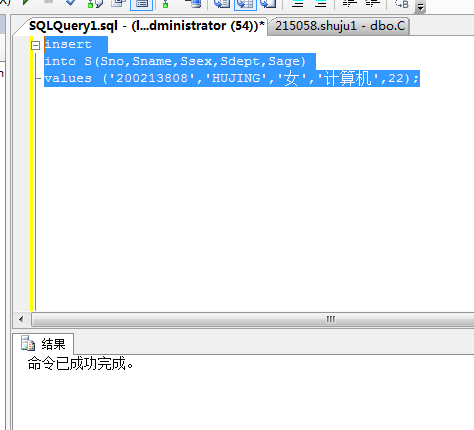 SQLQuery1.sql - (l...dministrator (54))* 215058.shuju1 - dbo.C
insert
into S(Sno,Sname,Ssex,Sdept,Sage)
values ('200213808','HUJING','女','计算机',22);
结果
命令已成功完成。